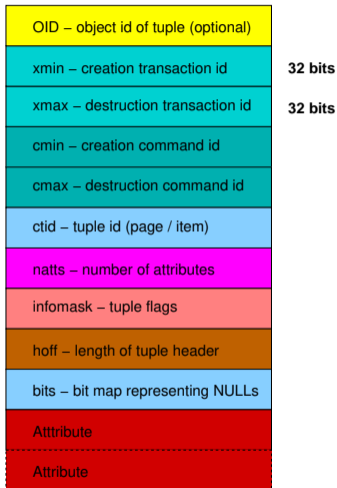 OID – object id of tuple (optional)
xmin – creation transaction id 32 bits
xmax – destruction transaction id 32 bits
cmin – creation command id
cmax – destruction command id
ctid – tuple id (page / item)
natts – number of attributes
infomask – tuple flags
hoff – length of tuple header
bits – bit map representing NULLs
Atttribute
Attribute